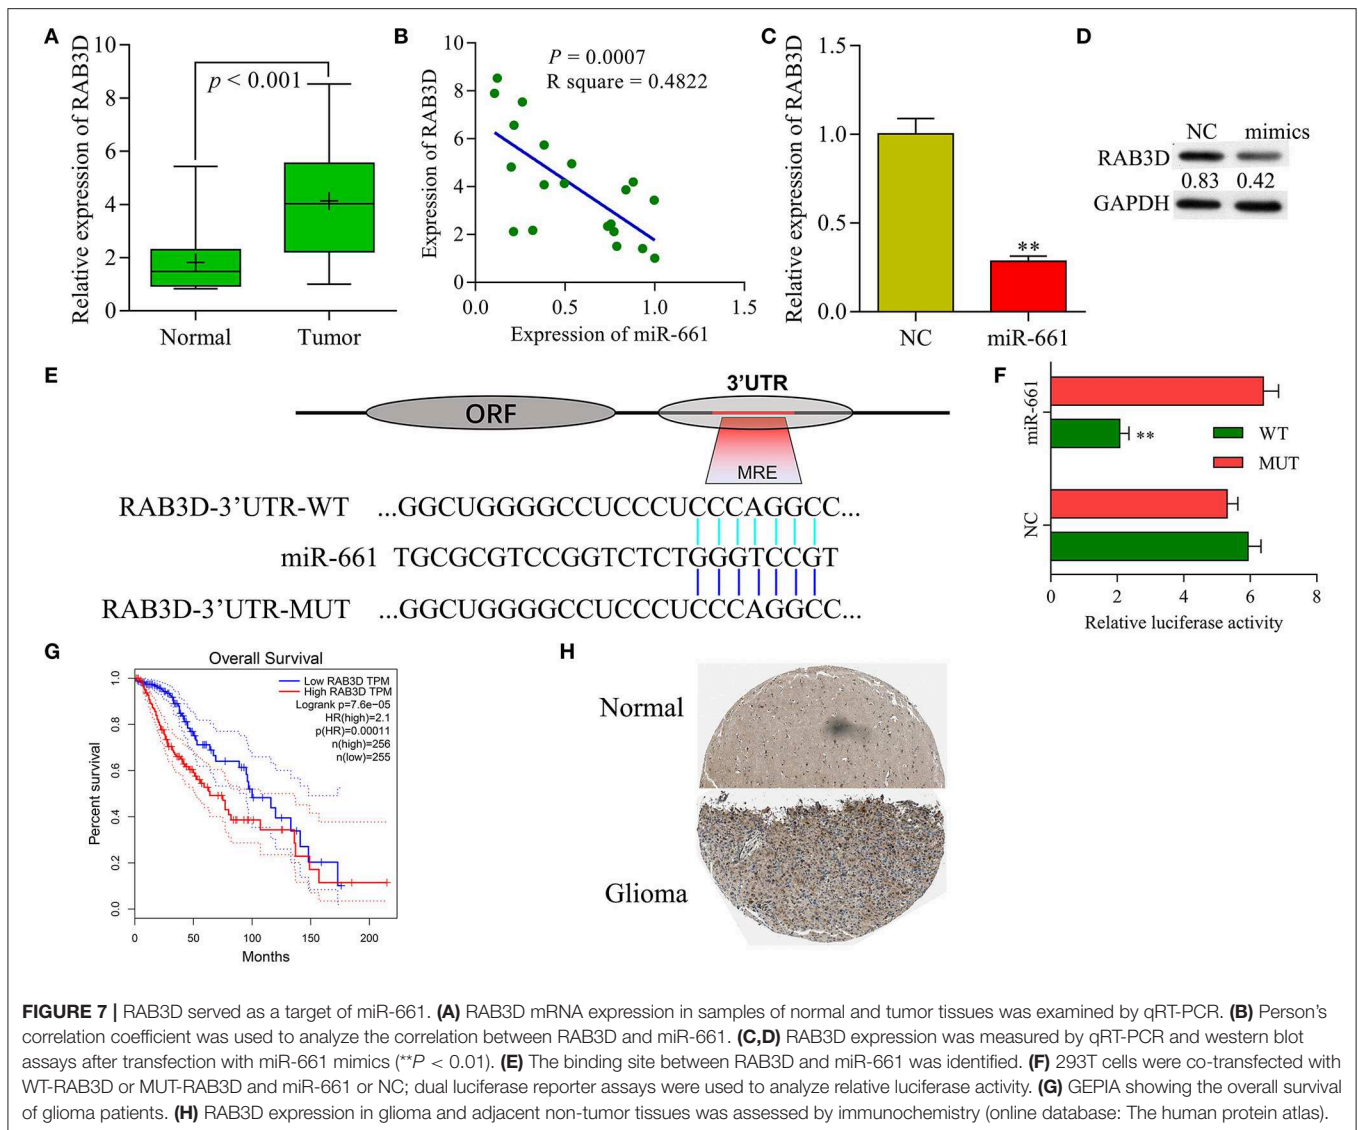 A
Relative expression of RAB3D
10
8
6
4
2
0
p < 0.001
Normal Tumor
B
Expression of RAB3D
10
8
6
4
2
0
P = 0.0007
R square = 0.4822
0.0 0.5 1.0 1.5
Expression of miR-661
C
Relative expression of RAB3D
1.5
1.0
0.5
0.0
**
NC miR-661
D
NC mimics
RAB3D
0.83 0.42
GAPDH
E
3'UTR
ORF
MRE
RAB3D-3'UTR-WT ...GGCUGGGGCCUCCCUCCCAGGCC...
miR-661 TGCGCGTCCGGTCTCTGGGTCCGT
RAB3D-3'UTR-MUT ...GGCUGGGGCCUCCCUCCCAGGCC...
F
miR-661
NC
**
WT
MUT
0 2 4 6 8
Relative luciferase activity
G
Overall Survival
Percent survival
1.0
0.8
0.6
0.4
0.2
0.0
Low RAB3D TPM
High RAB3D TPM
Logrank p=7.6e−05
HR(high)=2.1
p(HR)=0.00011
n(high)=256
n(low)=255
0 50 100 150 200
Months
H
Normal
Glioma
FIGURE 7 | RAB3D served as a target of miR-661. (A) RAB3D mRNA expression in samples of normal and tumor tissues was examined by qRT-PCR. (B) Person's
correlation coefficient was used to analyze the correlation between RAB3D and miR-661. (C,D) RAB3D expression was measured by qRT-PCR and western blot
assays after transfection with miR-661 mimics (**P < 0.01). (E) The binding site between RAB3D and miR-661 was identified. (F) 293T cells were co-transfected with
WT-RAB3D or MUT-RAB3D and miR-661 or NC; dual luciferase reporter assays were used to analyze relative luciferase activity. (G) GEPIA showing the overall survival
of glioma patients. (H) RAB3D expression in glioma and adjacent non-tumor tissues was assessed by immunochemistry (online database: The human protein atlas).